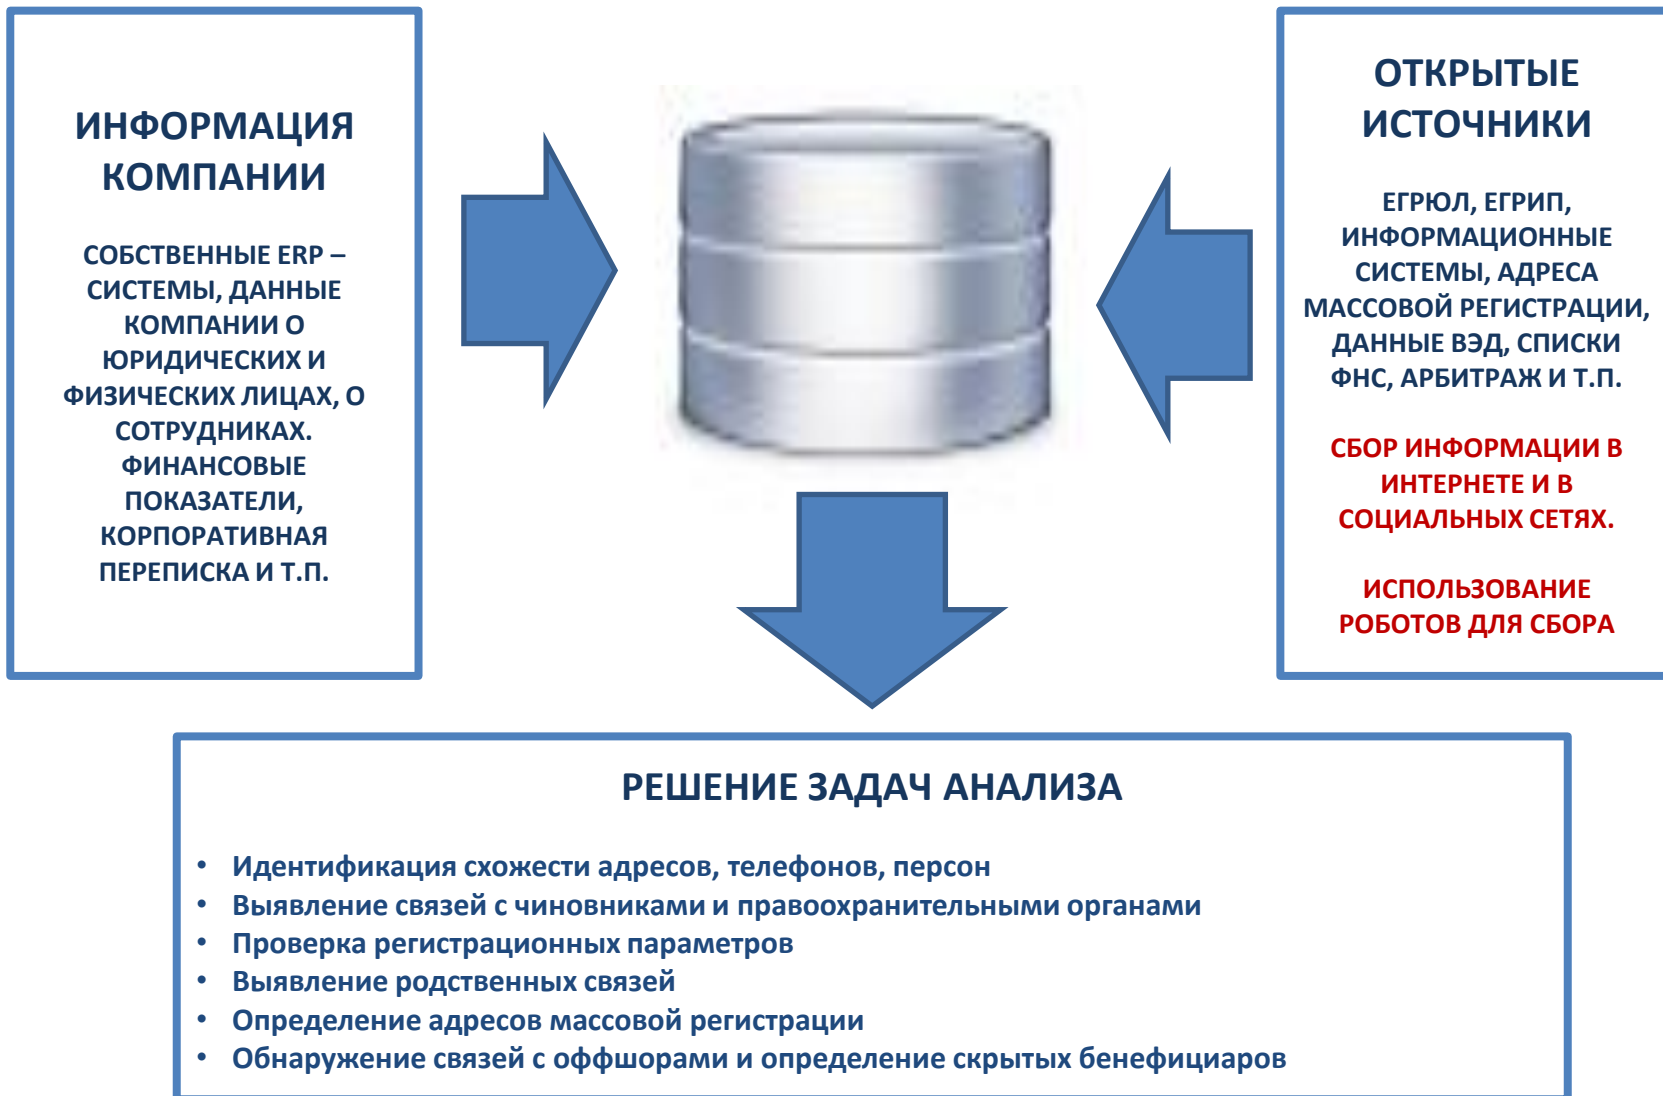 ИНФОРМАЦИЯ
КОМПАНИИ
СОБСТВЕННЫЕ ERP –
СИСТЕМЫ, ДАННЫЕ
КОМПАНИИ О
ЮРИДИЧЕСКИХ И
ФИЗИЧЕСКИХ ЛИЦАХ, О
СОТРУДНИКАХ.
ФИНАНСОВЫЕ
ПОКАЗАТЕЛИ,
КОРПОРАТИВНАЯ
ПЕРЕПИСКА И Т.П.
ОТКРЫТЫЕ
ИСТОЧНИКИ
ЕГРЮЛ, ЕГРИП,
ИНФОРМАЦИОННЫЕ
СИСТЕМЫ, АДРЕСА
МАССОВОЙ РЕГИСТРАЦИИ,
ДАННЫЕ ВЭД, СПИСКИ
ФНС, АРБИТРАЖ И Т.П.
СБОР ИНФОРМАЦИИ В
ИНТЕРНЕТЕ И В
СОЦИАЛЬНЫХ СЕТЯХ.
ИСПОЛЬЗОВАНИЕ
РОБОТОВ ДЛЯ СБОРА
РЕШЕНИЕ ЗАДАЧ АНАЛИЗА
• Идентификация схожести адресов, телефонов, персон
• Выявление связей с чиновниками и правоохранительными органами
• Проверка регистрационных параметров
• Выявление родственных связей
• Определение адресов массовой регистрации
• Обнаружение связей с оффшорами и определение скрытых бенефициаров